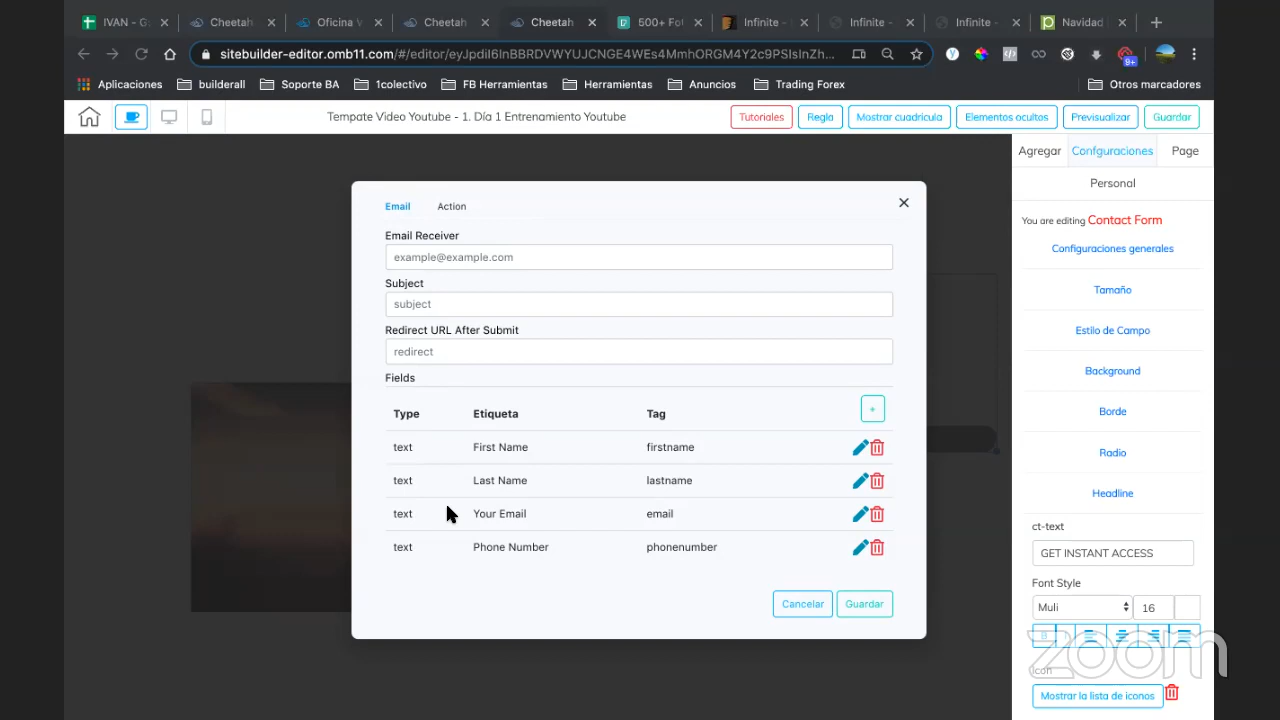 IVAN - G
Cheetah
Oficina V
Cheetah
Cheetah
500+ Fo
Infinite -
Infinite -
Infinite -
Navidad
sitebuilder-editor.omb11.com/#/editor/eyJpdiI6InBBRDVWYUJCNGE4WEs4MmhORGM4Y2c9PSIsInZh...
9+
Aplicaciones
builderall
Soporte BA
1colectivo
FB Herramientas
Herramientas
Anuncios
Trading Forex
Otros marcadores
Tempate Video Youtube - 1. Día 1 Entrenamiento Youtube
Tutoriales
Regla
Mostrar cuadrícula
Elementos ocultos
Previsualizar
Guardar
Agregar
Confguraciones
Page
Personal
You are editing Contact Form
Configuraciones generales
Tamaño
Estilo de Campo
Background
Borde
Radio
Headline
ct-text
GET INSTANT ACCESS
Font Style
Muli
16
B
Icon
Mostrar la lista de iconos
zoom
Email
Action
Email Receiver
example@example.com
Subject
subject
Redirect URL After Submit
redirect
Fields
Type Etiqueta Tag +
text First Name firstname
text Last Name lastname
text Your Email email
text Phone Number phonenumber
Cancelar
Guardar